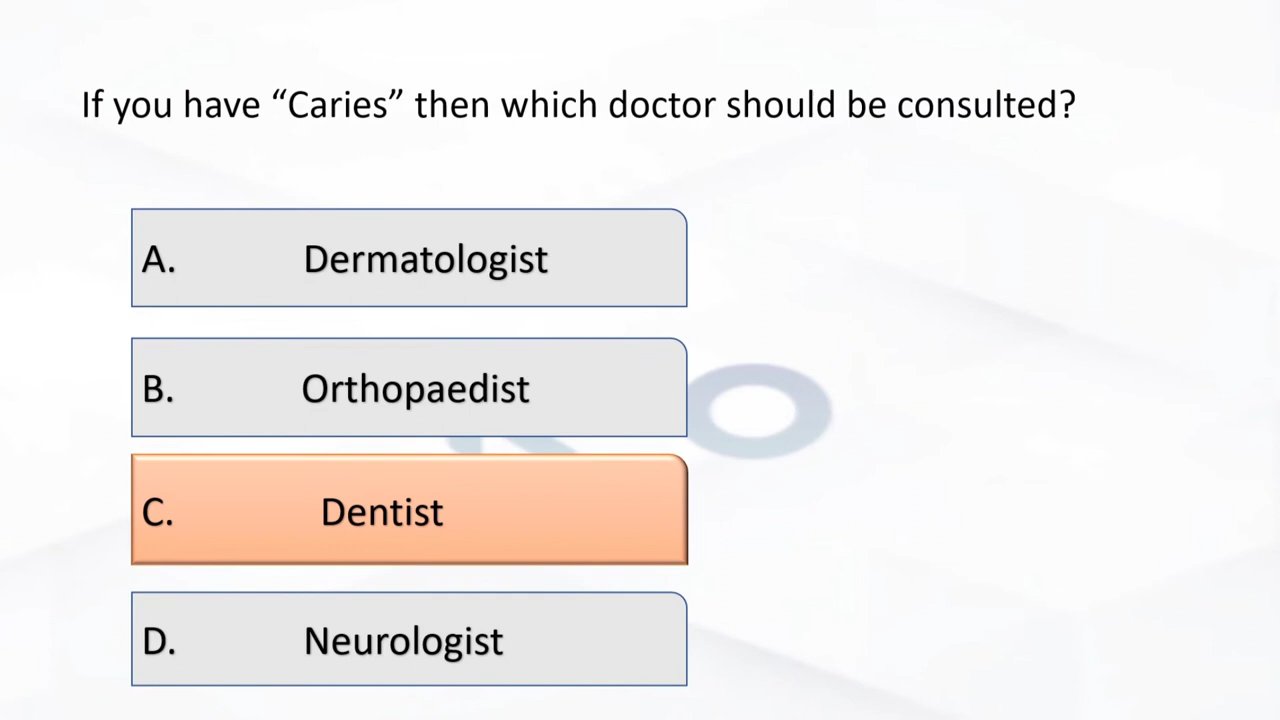 If you have “Caries” then which doctor should be consulted?
A. Dermatologist
B. Orthopaedist
C. Dentist
D. Neurologist